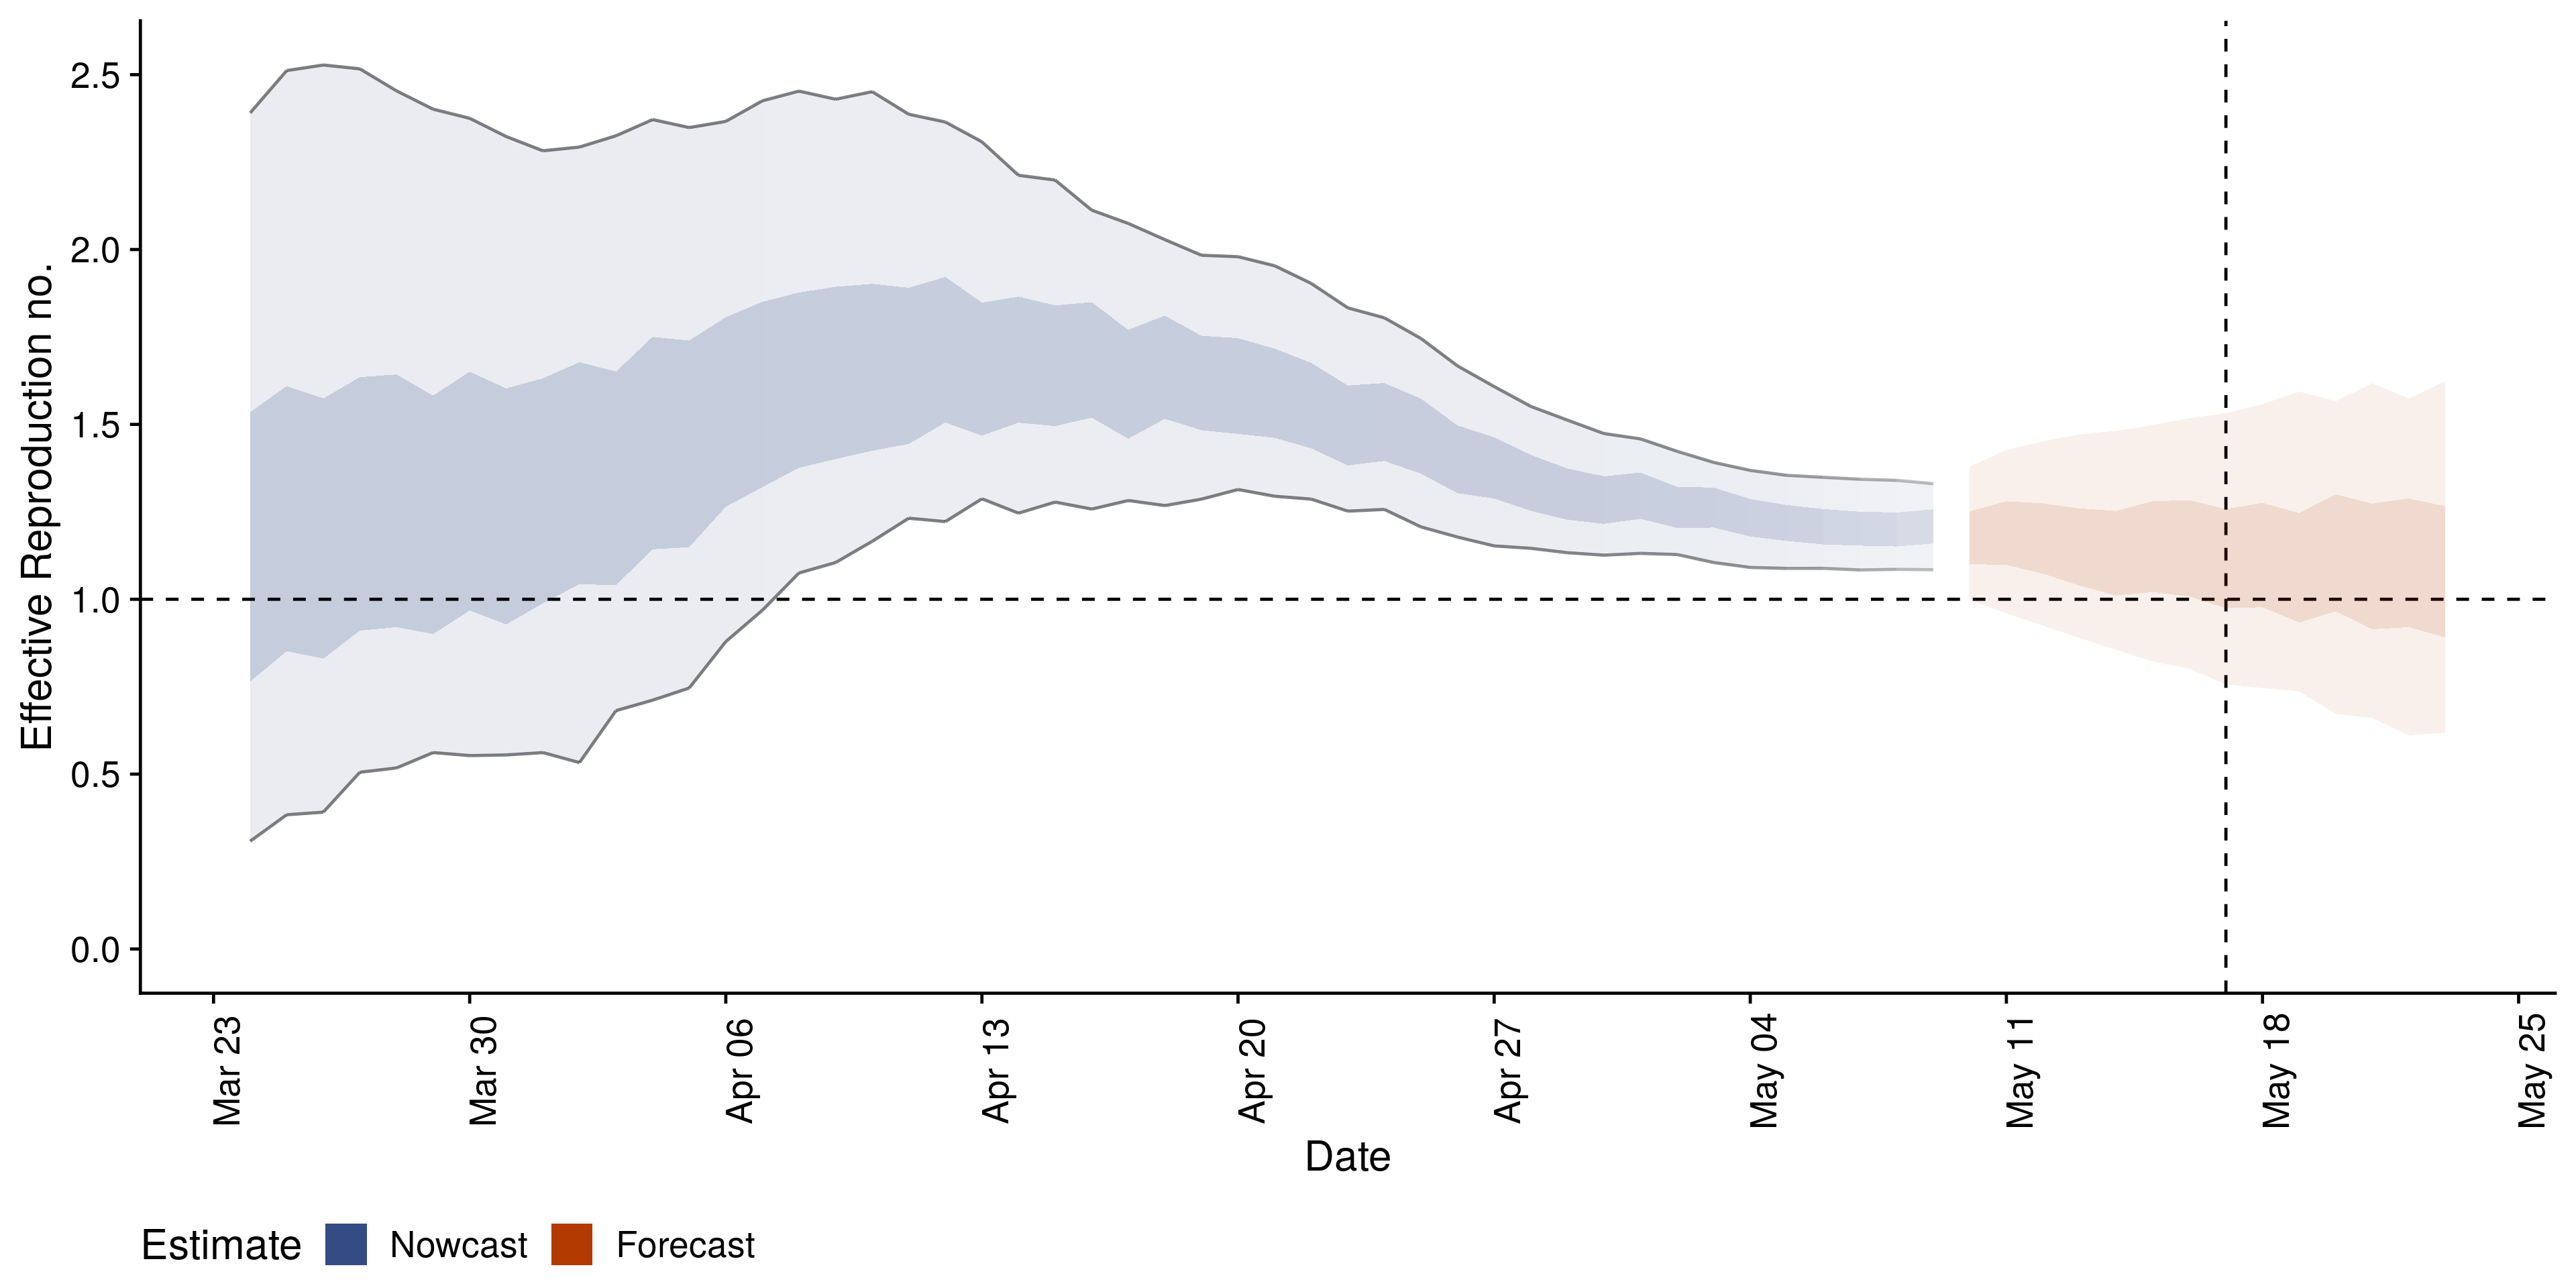 Effective Reproduction no.
2.5
2.0
1.5
1.0
0.5
0.0
Mar 23
Mar 30
Apr 06
Apr 13
Apr 20
Apr 27
May 04
May 11
May 18
May 25
Date
Estimate Nowcast Forecast